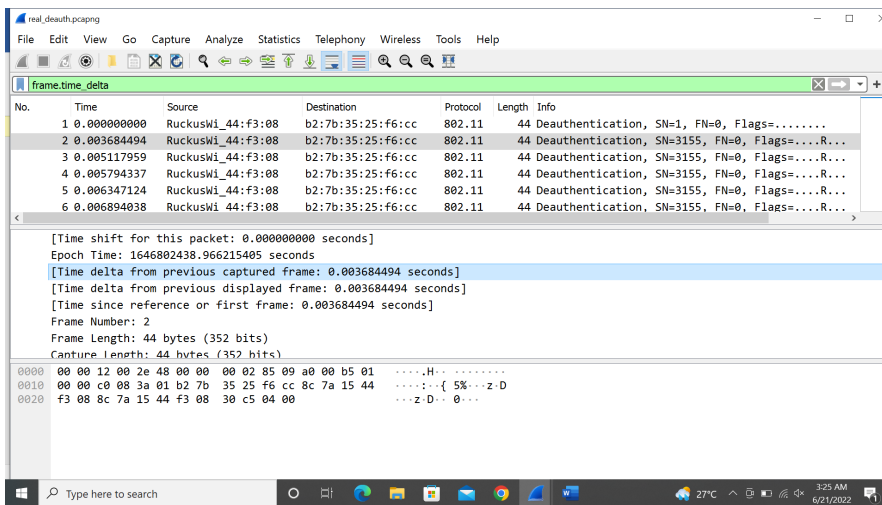 real_deauth.pcapng
File Edit View Go Capture Analyze Statistics Telephony Wireless Tools Help
frame.time_delta
No. Time Source Destination Protocol Length Info
1 0.000000000 RuckusWi_44:f3:08 b2:7b:35:25:f6:cc 802.11 44 Deauthentication, SN=1, FN=0, Flags=........
2 0.003684494 RuckusWi_44:f3:08 b2:7b:35:25:f6:cc 802.11 44 Deauthentication, SN=3155, FN=0, Flags=....R...
3 0.005117959 RuckusWi_44:f3:08 b2:7b:35:25:f6:cc 802.11 44 Deauthentication, SN=3155, FN=0, Flags=....R...
4 0.005794337 RuckusWi_44:f3:08 b2:7b:35:25:f6:cc 802.11 44 Deauthentication, SN=3155, FN=0, Flags=....R...
5 0.006347124 RuckusWi_44:f3:08 b2:7b:35:25:f6:cc 802.11 44 Deauthentication, SN=3155, FN=0, Flags=....R...
6 0.006894038 RuckusWi_44:f3:08 b2:7b:35:25:f6:cc 802.11 44 Deauthentication, SN=3155, FN=0, Flags=....R...
[Time shift for this packet: 0.000000000 seconds]
Epoch Time: 1646802438.966215405 seconds
[Time delta from previous captured frame: 0.003684494 seconds]
[Time delta from previous displayed frame: 0.003684494 seconds]
[Time since reference or first frame: 0.003684494 seconds]
Frame Number: 2
Frame Length: 44 bytes (352 bits)
Capture Length: 44 bytes (352 bits)
0000 00 00 12 00 2e 48 00 00 00 02 85 09 a0 00 b5 01 ·····.H·· ········
0010 00 00 c0 08 3a 01 b2 7b 35 25 f6 cc 8c 7a 15 44 ····:··{ 5%···z·D
0020 f3 08 8c 7a 15 44 f3 08 30 c5 04 00 ···z·D·· 0···
Type here to search
27°C
3:25 AM
6/21/2022